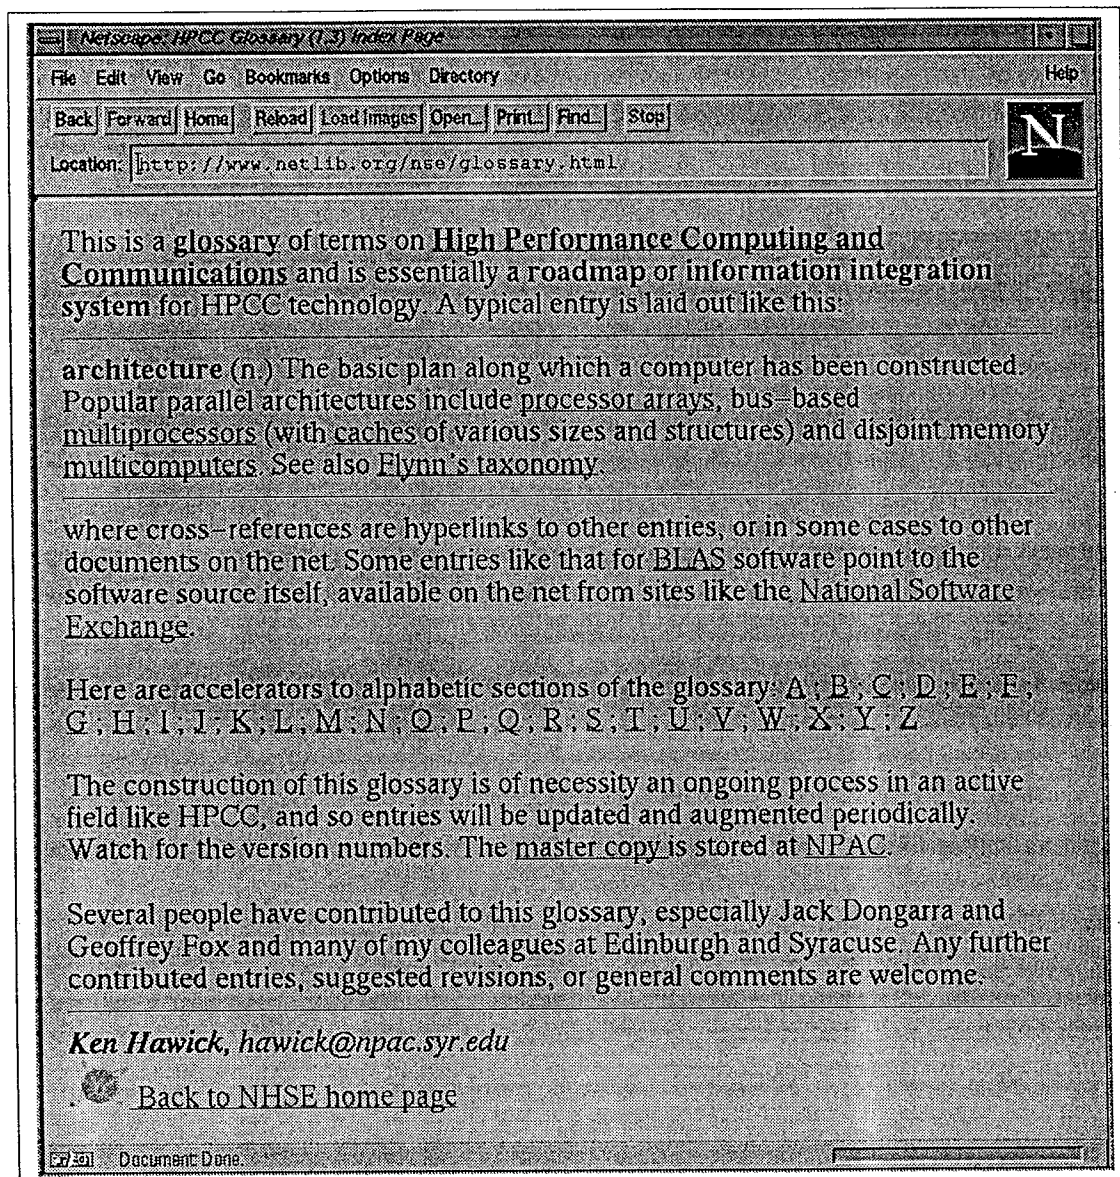 Netscape: HPCC Glossary (1.3) Index Page
File Edit View Go Bookmarks Options Directory Help
Back Forward Home Reload Load Images Open... Print... Find... Stop
N
Location: http://www.netlib.org/nse/glossary.html
This is a glossary of terms on High Performance Computing and
Communications and is essentially a roadmap or information integration
system for HPCC technology. A typical entry is laid out like this:
architecture (n.) The basic plan along which a computer has been constructed.
Popular parallel architectures include processor arrays, bus-based
multiprocessors (with caches of various sizes and structures) and disjoint memory
multicomputers. See also Flynn's taxonomy.
where cross-references are hyperlinks to other entries, or in some cases to other
documents on the net. Some entries like that for BLAS software point to the
software source itself, available on the net from sites like the National Software
Exchange.
Here are accelerators to alphabetic sections of the glossary: A ; B ; C ; D ; E ; F ;
G ; H ; I ; J ; K ; L ; M ; N ; O ; P ; Q ; R ; S ; T ; U ; V ; W ; X ; Y ; Z
The construction of this glossary is of necessity an ongoing process in an active
field like HPCC, and so entries will be updated and augmented periodically.
Watch for the version numbers. The master copy is stored at NPAC.
Several people have contributed to this glossary, especially Jack Dongarra and
Geoffrey Fox and many of my colleagues at Edinburgh and Syracuse. Any further
contributed entries, suggested revisions, or general comments are welcome.
Ken Hawick, hawick@npac.syr.edu
Back to NHSE home page
Document: Done.